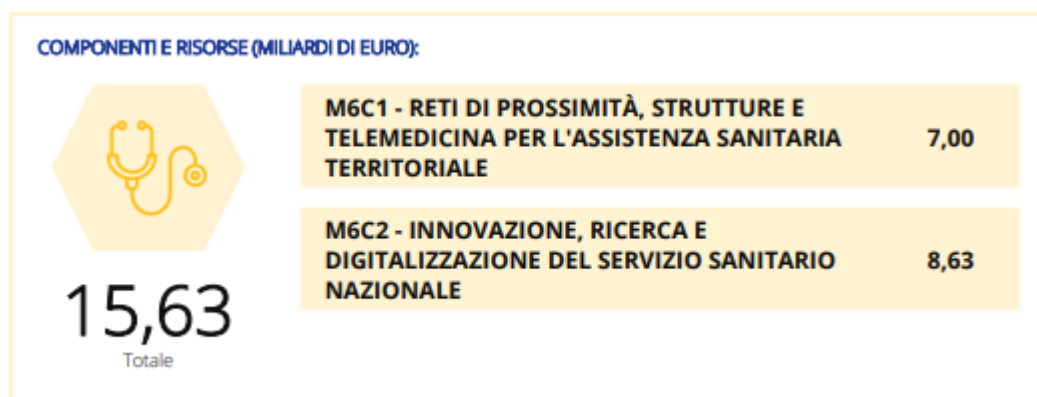 COMPONENTI E RISORSE (MILIARDI DI EURO):
M6C1 - RETI DI PROSSIMITÀ, STRUTTURE E
TELEMEDICINA PER L'ASSISTENZA SANITARIA
TERRITORIALE
7,00
M6C2 - INNOVAZIONE, RICERCA E
DIGITALIZZAZIONE DEL SERVIZIO SANITARIO
NAZIONALE
8,63
15,63
Totale